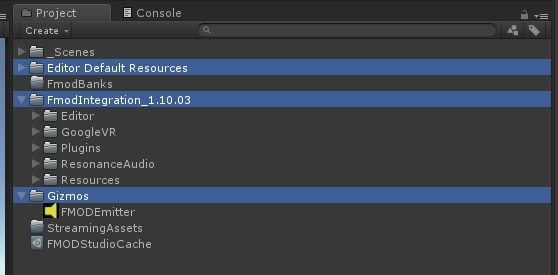 Project Console
Create
_Scenes
Editor Default Resources
FmodBanks
FmodIntegration_1.10.03
Editor
GoogleVR
Plugins
ResonanceAudio
Resources
Gizmos
FMODEmitter
StreamingAssets
FMODStudioCache